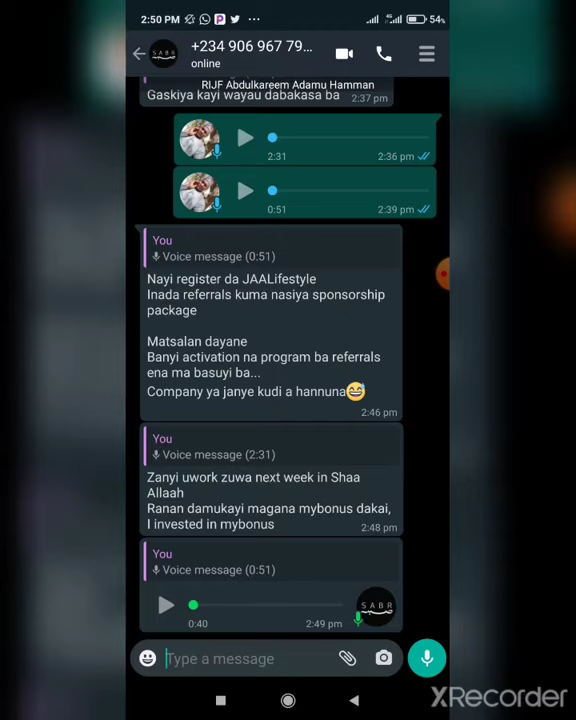 2:50 PM
54%
SABR
+234 906 967 79...
online
RIJF Abdulkareem Adamu Hamman
Gaskiya kayi wayau dabakasa ba
2:37 pm
2:31
2:36 pm
0:51
2:39 pm
You
Voice message (0:51)
Nayi register da JAALifestyle
Inada referrals kuma nasiya sponsorship
package
Matsalan dayane
Banyi activation na program ba referrals
ena ma basuyi ba...
Company ya janye kudi a hannuna😅
2:46 pm
You
Voice message (2:31)
Zanyi uwork zuwa next week in Shaa
Allaah
Ranan damukayi magana mybonus dakai,
I invested in mybonus
2:48 pm
You
Voice message (0:51)
SABR
0:40
2:49 pm
Type a message
XRecorder